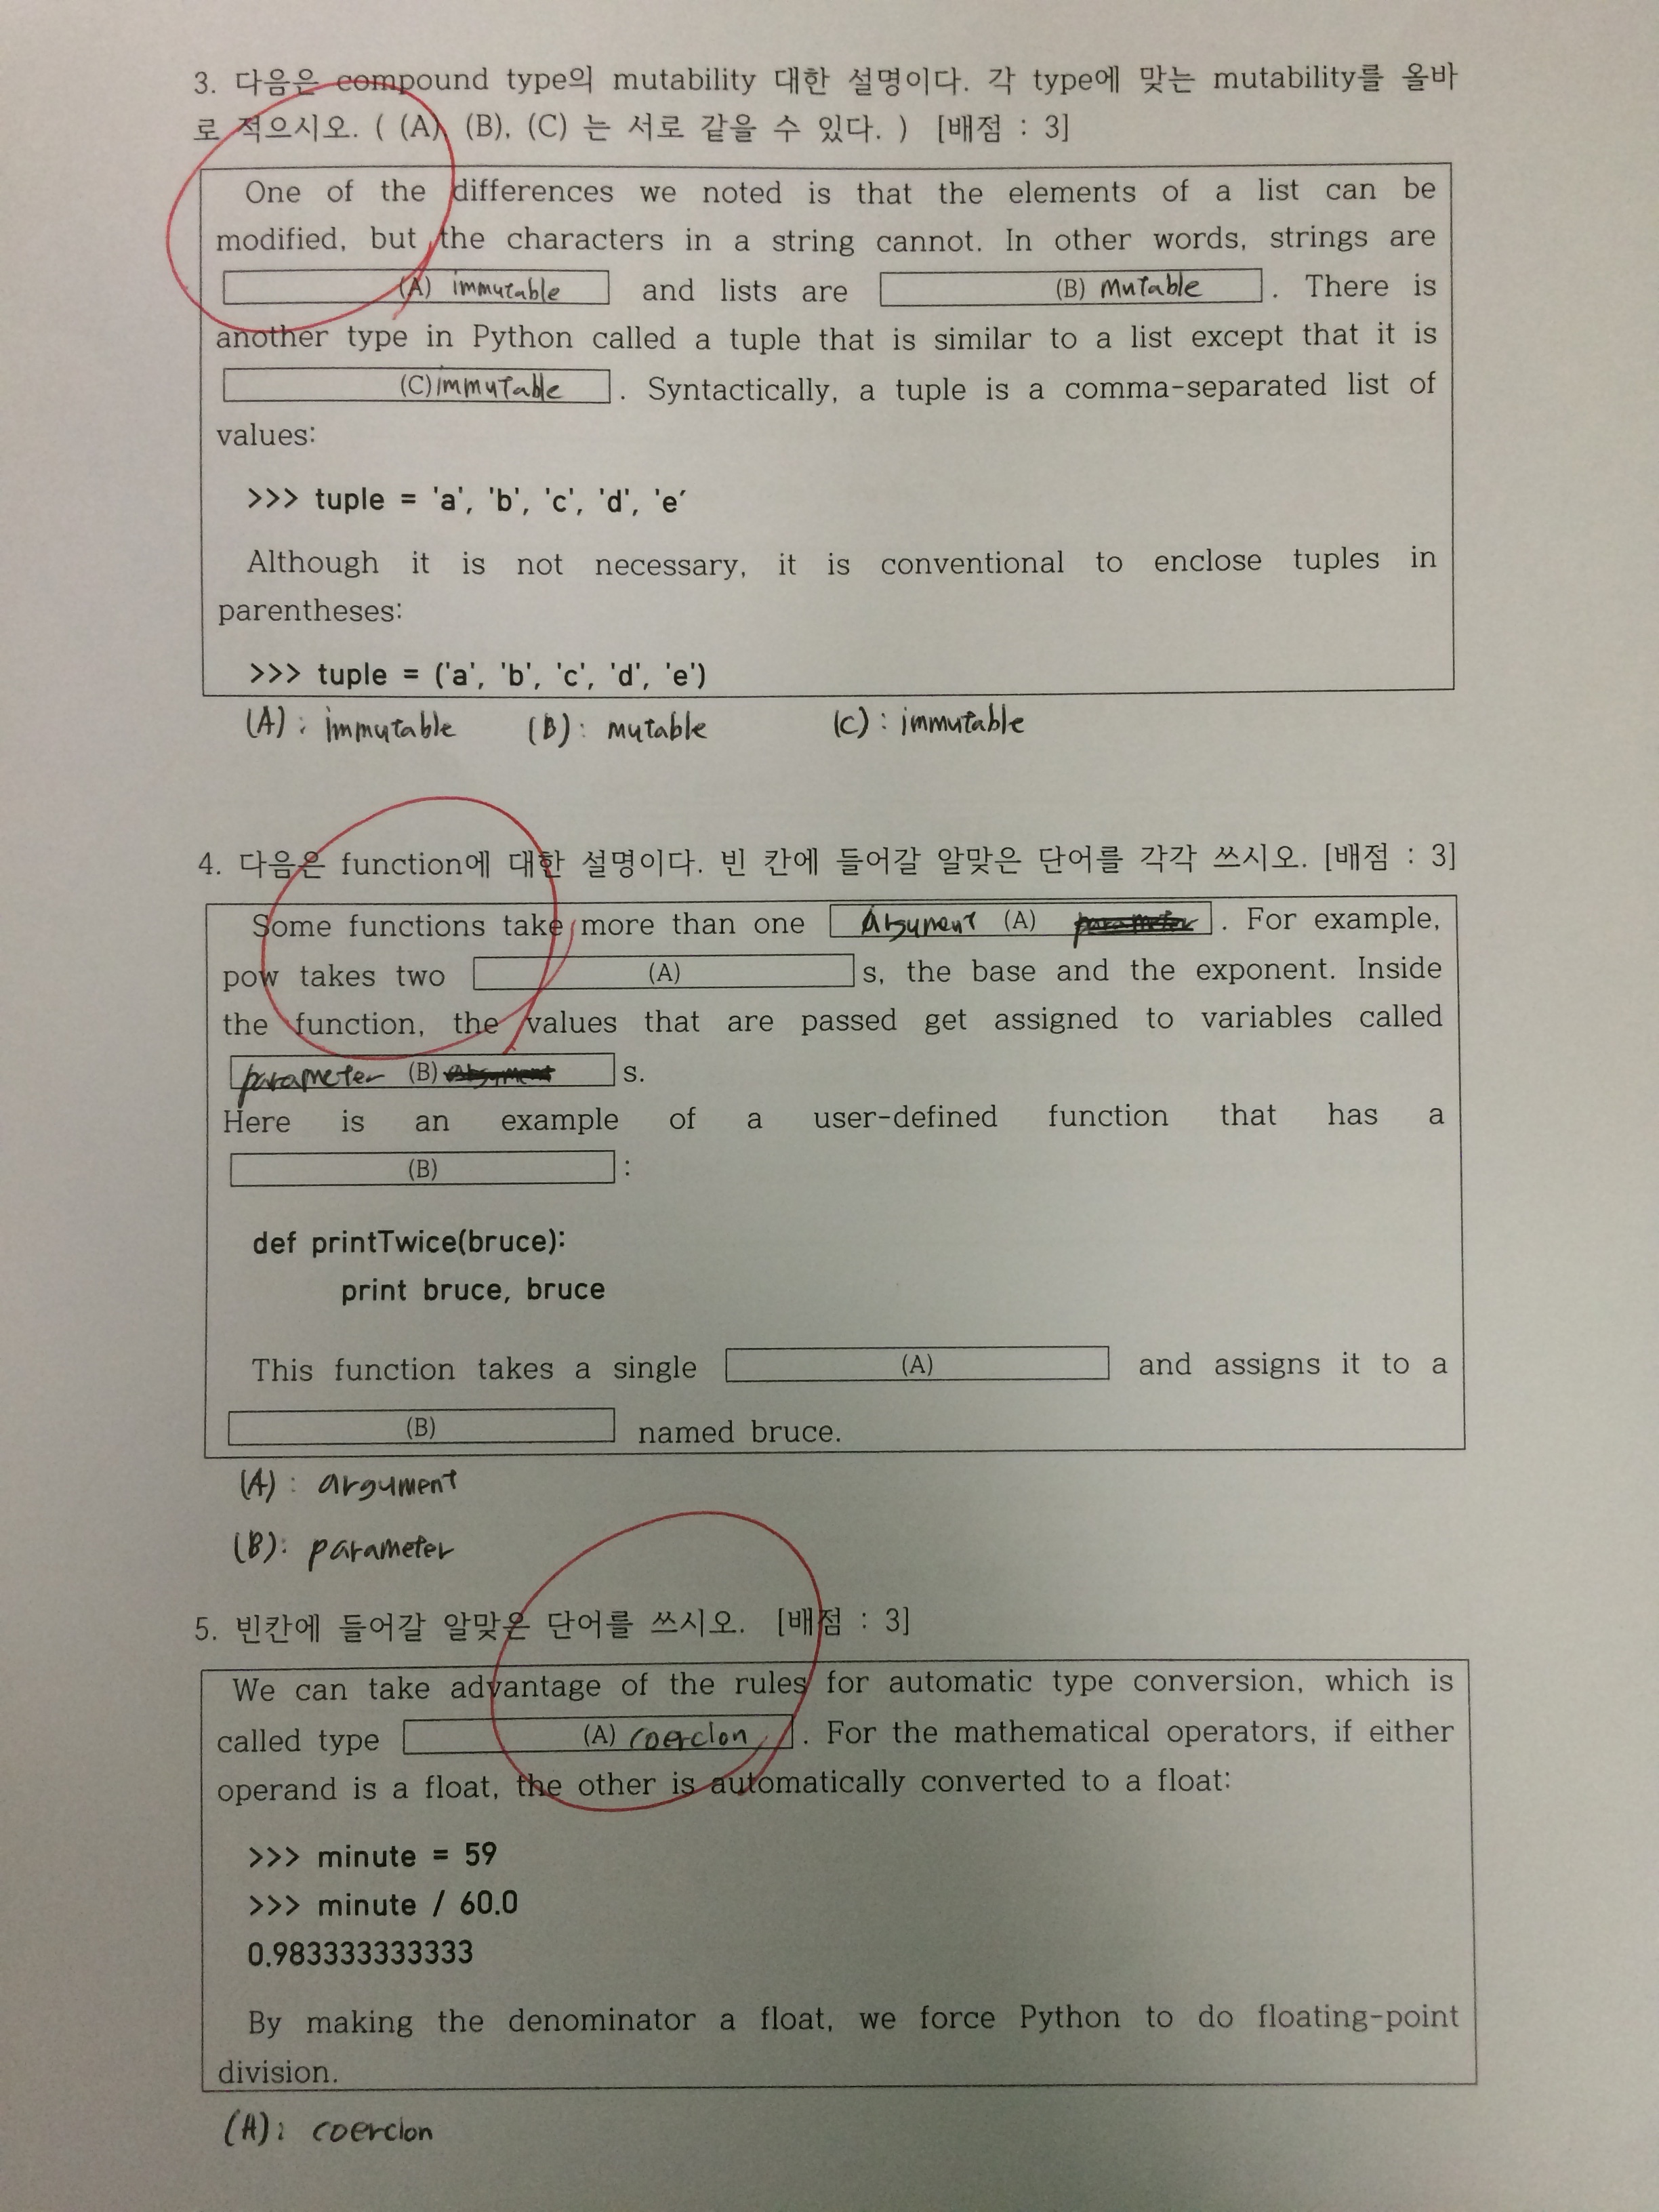 3. 다음은 compound type의 mutability 대한 설명이다. 각 type에 맞는 mutability를 올바
로 적으시오. ( (A), (B), (C) 는 서로 같을 수 있다. ) [배점 : 3]
One of the differences we noted is that the elements of a list can be
modified, but the characters in a string cannot. In other words, strings are
(A) immutable and lists are (B) mutable . There is
another type in Python called a tuple that is similar to a list except that it is
(C) immutable . Syntactically, a tuple is a comma-separated list of
values:
>>> tuple = 'a', 'b', 'c', 'd', 'e'
Although it is not necessary, it is conventional to enclose tuples in
parentheses:
>>> tuple = ('a', 'b', 'c', 'd', 'e')
(A): immutable (B): mutable (C): immutable
4. 다음은 function에 대한 설명이다. 빈 칸에 들어갈 알맞은 단어를 각각 쓰시오. [배점 : 3]
Some functions take more than one Argument (A) parameter . For example,
pow takes two (A) s, the base and the exponent. Inside
the function, the values that are passed get assigned to variables called
parameter (B) s.
Here is an example of a user-defined function that has a
(B) :
def printTwice(bruce):
print bruce, bruce
This function takes a single (A) and assigns it to a
(B) named bruce.
(A): argument
(B): parameter
5. 빈칸에 들어갈 알맞은 단어를 쓰시오. [배점 : 3]
We can take advantage of the rules for automatic type conversion, which is
called type (A) coercion . For the mathematical operators, if either
operand is a float, the other is automatically converted to a float:
>>> minute = 59
>>> minute / 60.0
0.983333333333
By making the denominator a float, we force Python to do floating-point
division.
(A): coercion